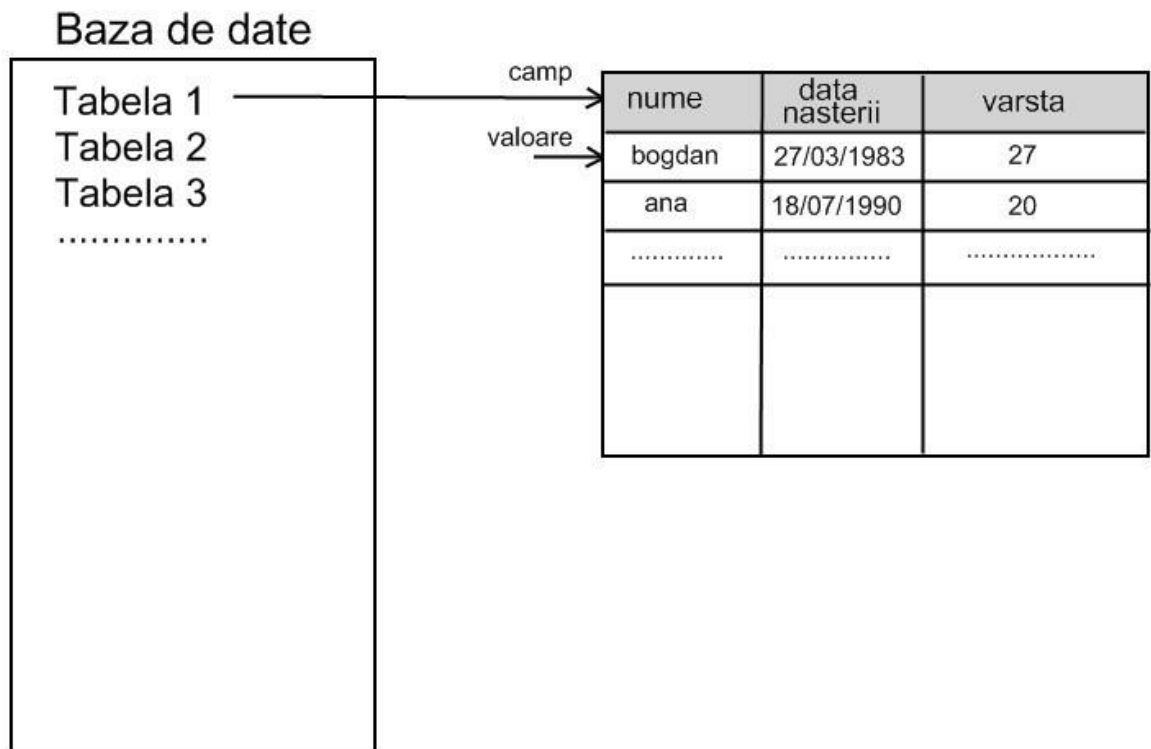 Baza de date
Tabela 1
Tabela 2
Tabela 3
..............
camp
valoare
nume data nasterii varsta
bogdan 27/03/1983 27
ana 18/07/1990 20
............. ............... ..................